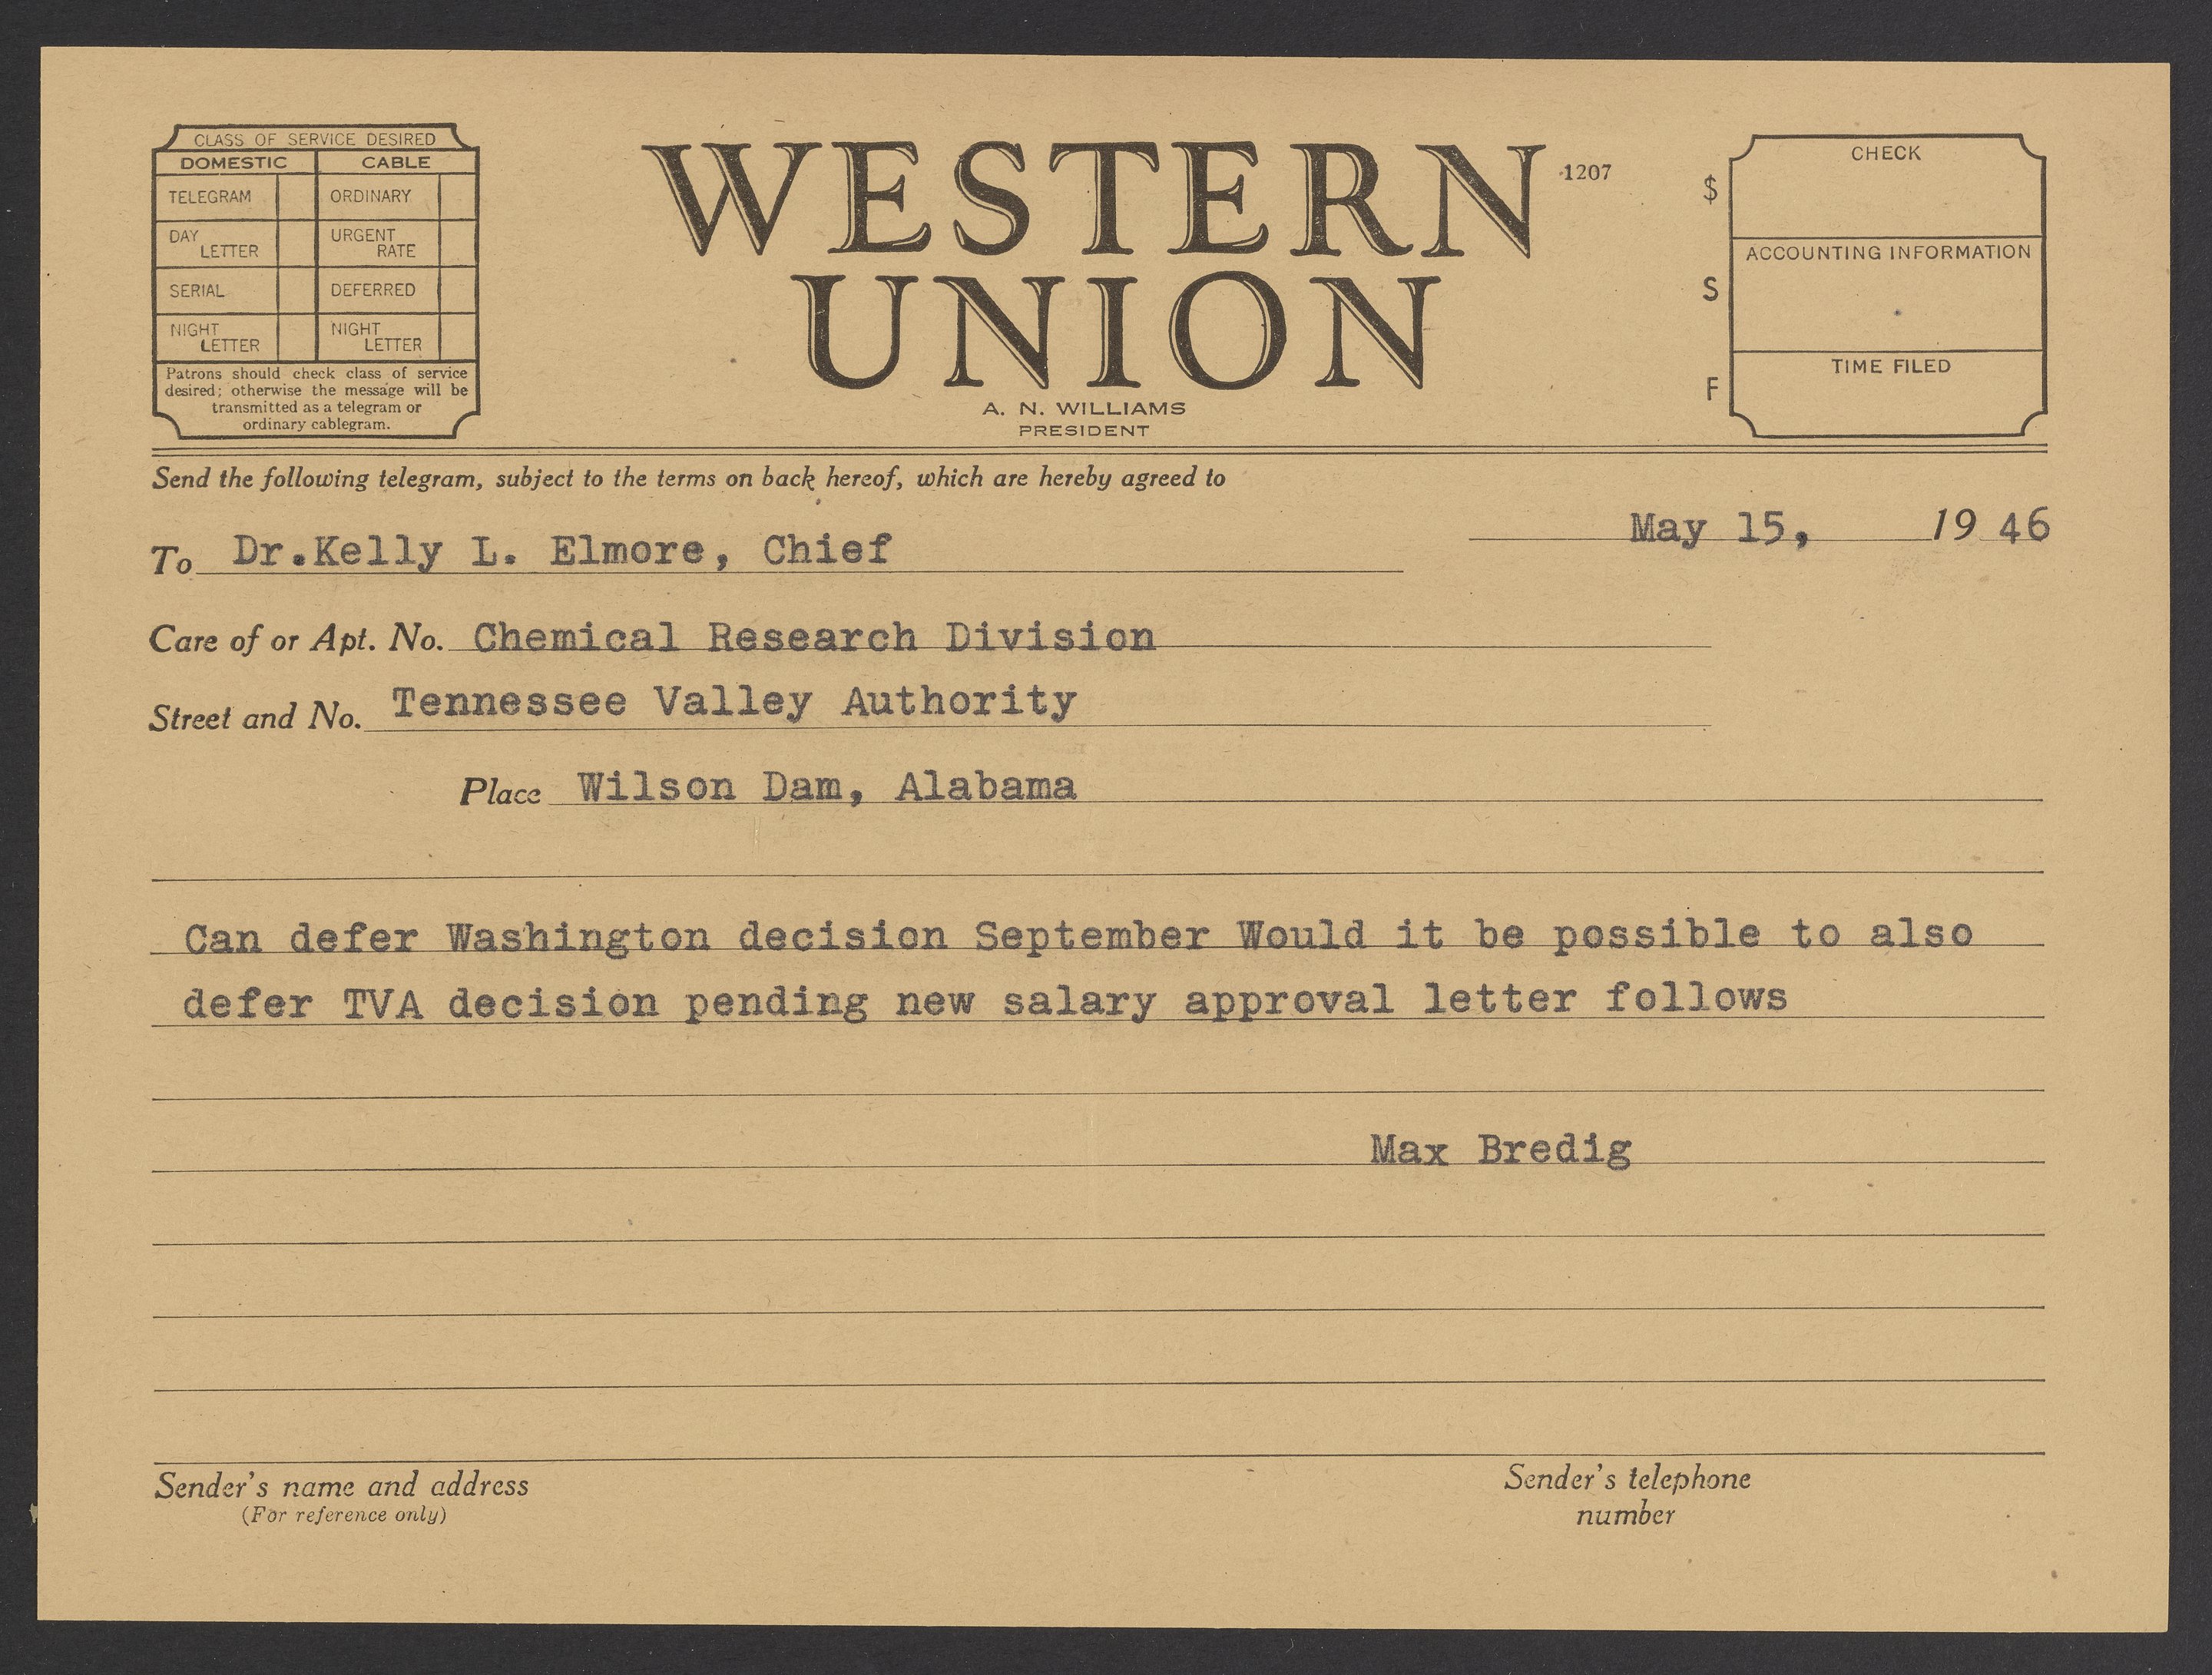 CLASS OF SERVICE DESIRED
DOMESTIC CABLE
TELEGRAM ORDINARY
DAY LETTER URGENT RATE
SERIAL DEFERRED
NIGHT LETTER NIGHT LETTER
Patrons should check class of service
desired; otherwise the message will be
transmitted as a telegram or
ordinary cablegram.
WESTERN
UNION
1207
A. N. WILLIAMS
PRESIDENT
$ CHECK
S ACCOUNTING INFORMATION
F TIME FILED
Send the following telegram, subject to the terms on back hereof, which are hereby agreed to
May 15, 19 46
To Dr.Kelly L. Elmore, Chief
Care of or Apt. No. Chemical Research Division
Street and No. Tennessee Valley Authority
Place Wilson Dam, Alabama
Can defer Washington decision September Would it be possible to also
defer TVA decision pending new salary approval letter follows
Max Bredig
Sender's name and address
(For reference only)
Sender's telephone
number